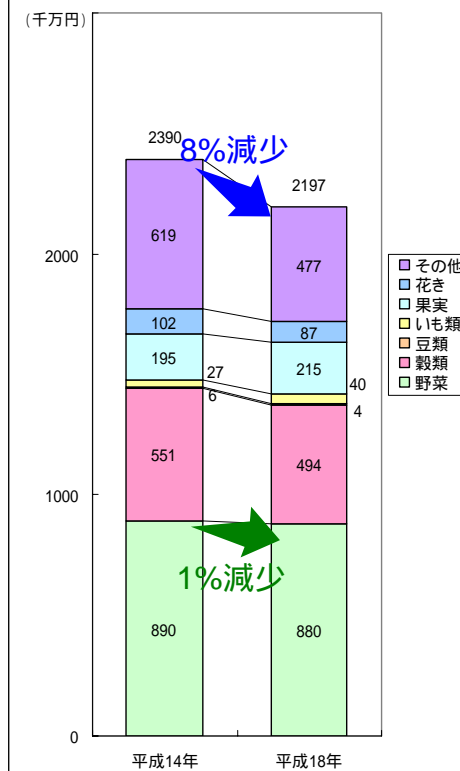 (千万円)
2390
8%減少
2197
2000
619
477
その他
花き
果実
いも類
豆類
穀類
野菜
102
87
195
27
215
40
6
4
551
494
1000
1%減少
890
880
0
平成14年
平成18年